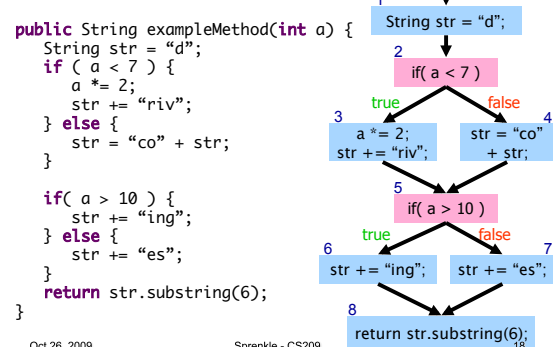 public String exampleMethod(int a) {
String str = “d”;
if ( a < 7 ) {
a *= 2;
str += “riv”;
} else {
str = “co” + str;
}
if( a > 10 ) {
str += “ing”;
} else {
str += “es”;
}
return str.substring(6);
}
1
String str = “d”;
2
if( a < 7 )
true
false
3
a *= 2;
str += “riv”;
4
str = “co”
+ str;
5
if( a > 10 )
true
false
6
str += “ing”;
7
str += “es”;
8
return str.substring(6);
Oct 26, 2009
Sprenkle - CS209
18